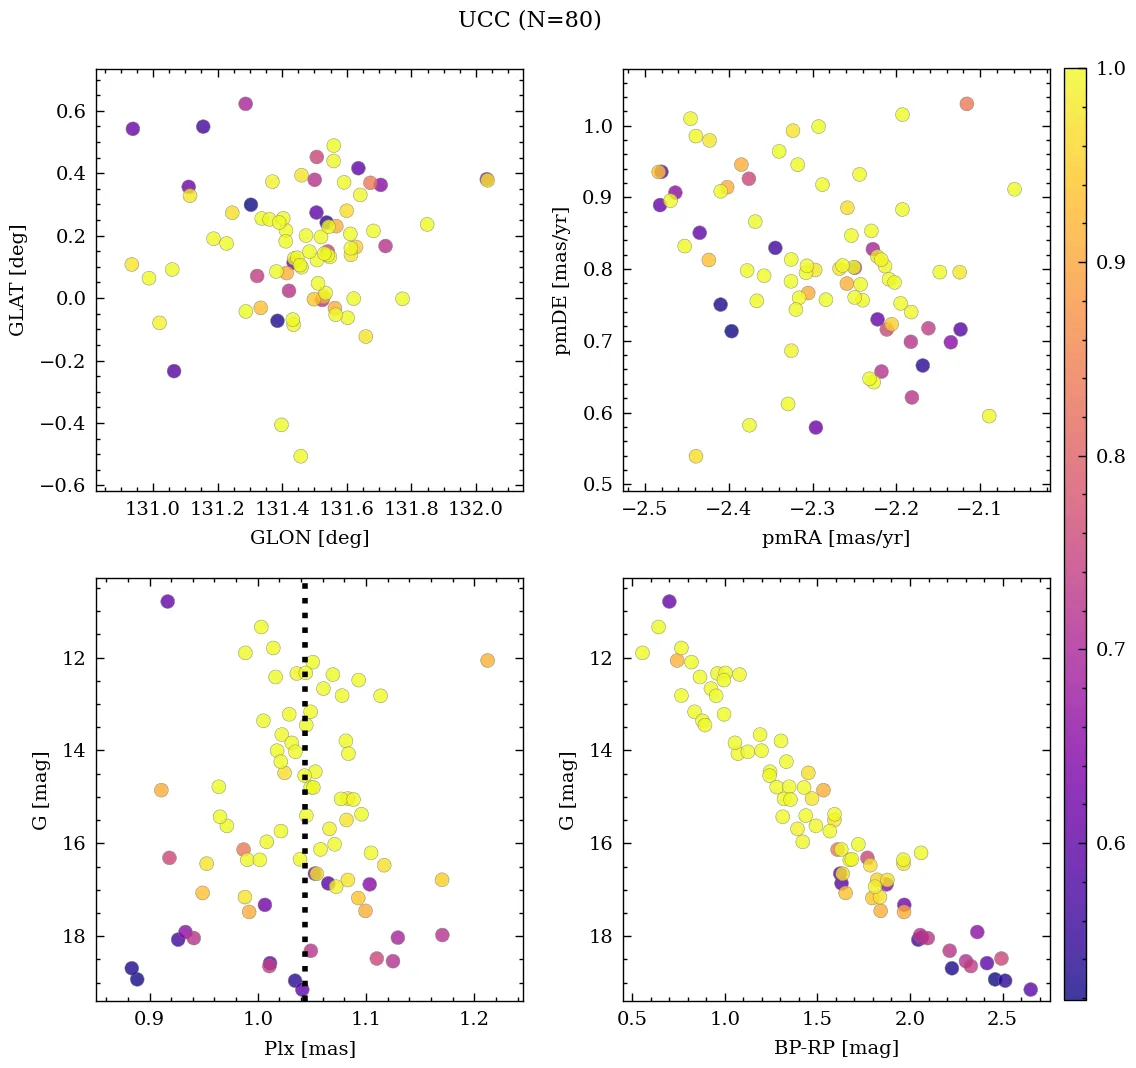 UCC (N=80)
0.6
0.4
0.2
0.0
−0.2
−0.4
−0.6
GLAT [deg]
131.0 131.2 131.4 131.6 131.8 132.0
GLON [deg]
1.0
0.9
0.8
0.7
0.6
0.5
pmDE [mas/yr]
−2.5 −2.4 −2.3 −2.2 −2.1
pmRA [mas/yr]
12
14
16
18
G [mag]
0.9 1.0 1.1 1.2
Plx [mas]
12
14
16
18
G [mag]
0.5 1.0 1.5 2.0 2.5
BP-RP [mag]
1.0
0.9
0.8
0.7
0.6